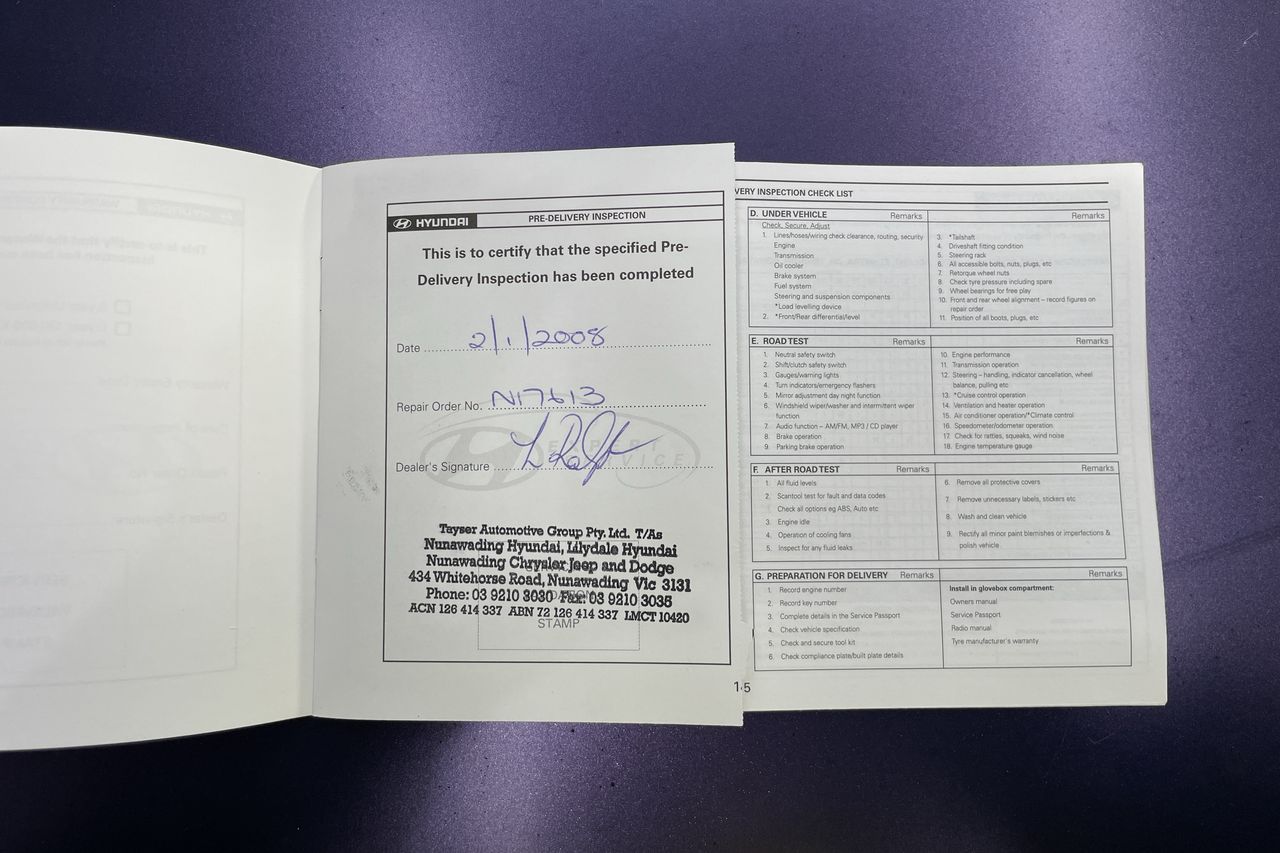 HYUNDAI
PRE-DELIVERY INSPECTION
This is to certify that the specified Pre-
Delivery Inspection has been completed
Date 2/1/2008
Repair Order No. N17613
Dealer's Signature
EXPERT
SERVICE
Tayser Automotive Group Pty. Ltd. T/As
Nunawading Hyundai, Lilydale Hyundai
Nunawading Chrysler Jeep and Dodge
434 Whitehorse Road, Nunawading Vic 3131
Phone: 03 9210 3030 Fax: 03 9210 3035
ACN 126 414 337 ABN 72 126 414 337 LMCT 10420
STAMP
VERY INSPECTION CHECK LIST
D. UNDER VEHICLE Remarks
Check, Secure, Adjust
1. Lines/hoses/wiring check clearance, routing, security
Engine
Transmission
Oil cooler
Brake system
Fuel system
Steering and suspension components
*Load levelling device
2. *Front/Rear differential/level
Remarks
3. *Tailshaft
4. Driveshaft fitting condition
5. Steering rack
6. All accessible bolts, nuts, plugs, etc
7. Retorque wheel nuts
8. Check tyre pressure including spare
9. Wheel bearings for free play
10. Front and rear wheel alignment – record figures on
repair order
11. Position of all boots, plugs, etc
E. ROAD TEST Remarks
1. Neutral safety switch
2. Shift/clutch safety switch
3. Gauges/warning lights
4. Turn indicators/emergency flashers
5. Mirror adjustment day night function
6. Windshield wiper/washer and intermittent wiper
function
7. Audio function – AM/FM, MP3 / CD player
8. Brake operation
9. Parking brake operation
Remarks
10. Engine performance
11. Transmission operation
12. Steering – handling, indicator cancellation, wheel
balance, pulling etc
13. *Cruise control operation
14. Ventilation and heater operation
15. Air conditioner operation/*Climate control
16. Speedometer/odometer operation
17. Check for rattles, squeaks, wind noise
18. Engine temperature gauge
F. AFTER ROAD TEST Remarks
1. All fluid levels
2. Scantool test for fault and data codes
Check all options eg ABS, Auto etc
3. Engine idle
4. Operation of cooling fans
5. Inspect for any fluid leaks
Remarks
6. Remove all protective covers
7. Remove unnecessary labels, stickers etc
8. Wash and clean vehicle
9. Rectify all minor paint blemishes or imperfections &
polish vehicle
G. PREPARATION FOR DELIVERY Remarks
1. Record engine number
2. Record key number
3. Complete details in the Service Passport
4. Check vehicle specification
5. Check and secure tool kit
6. Check compliance plate/built plate details
Remarks
Install in glovebox compartment:
Owners manual
Service Passport
Radio manual
Tyre manufacturer's warranty
1-5